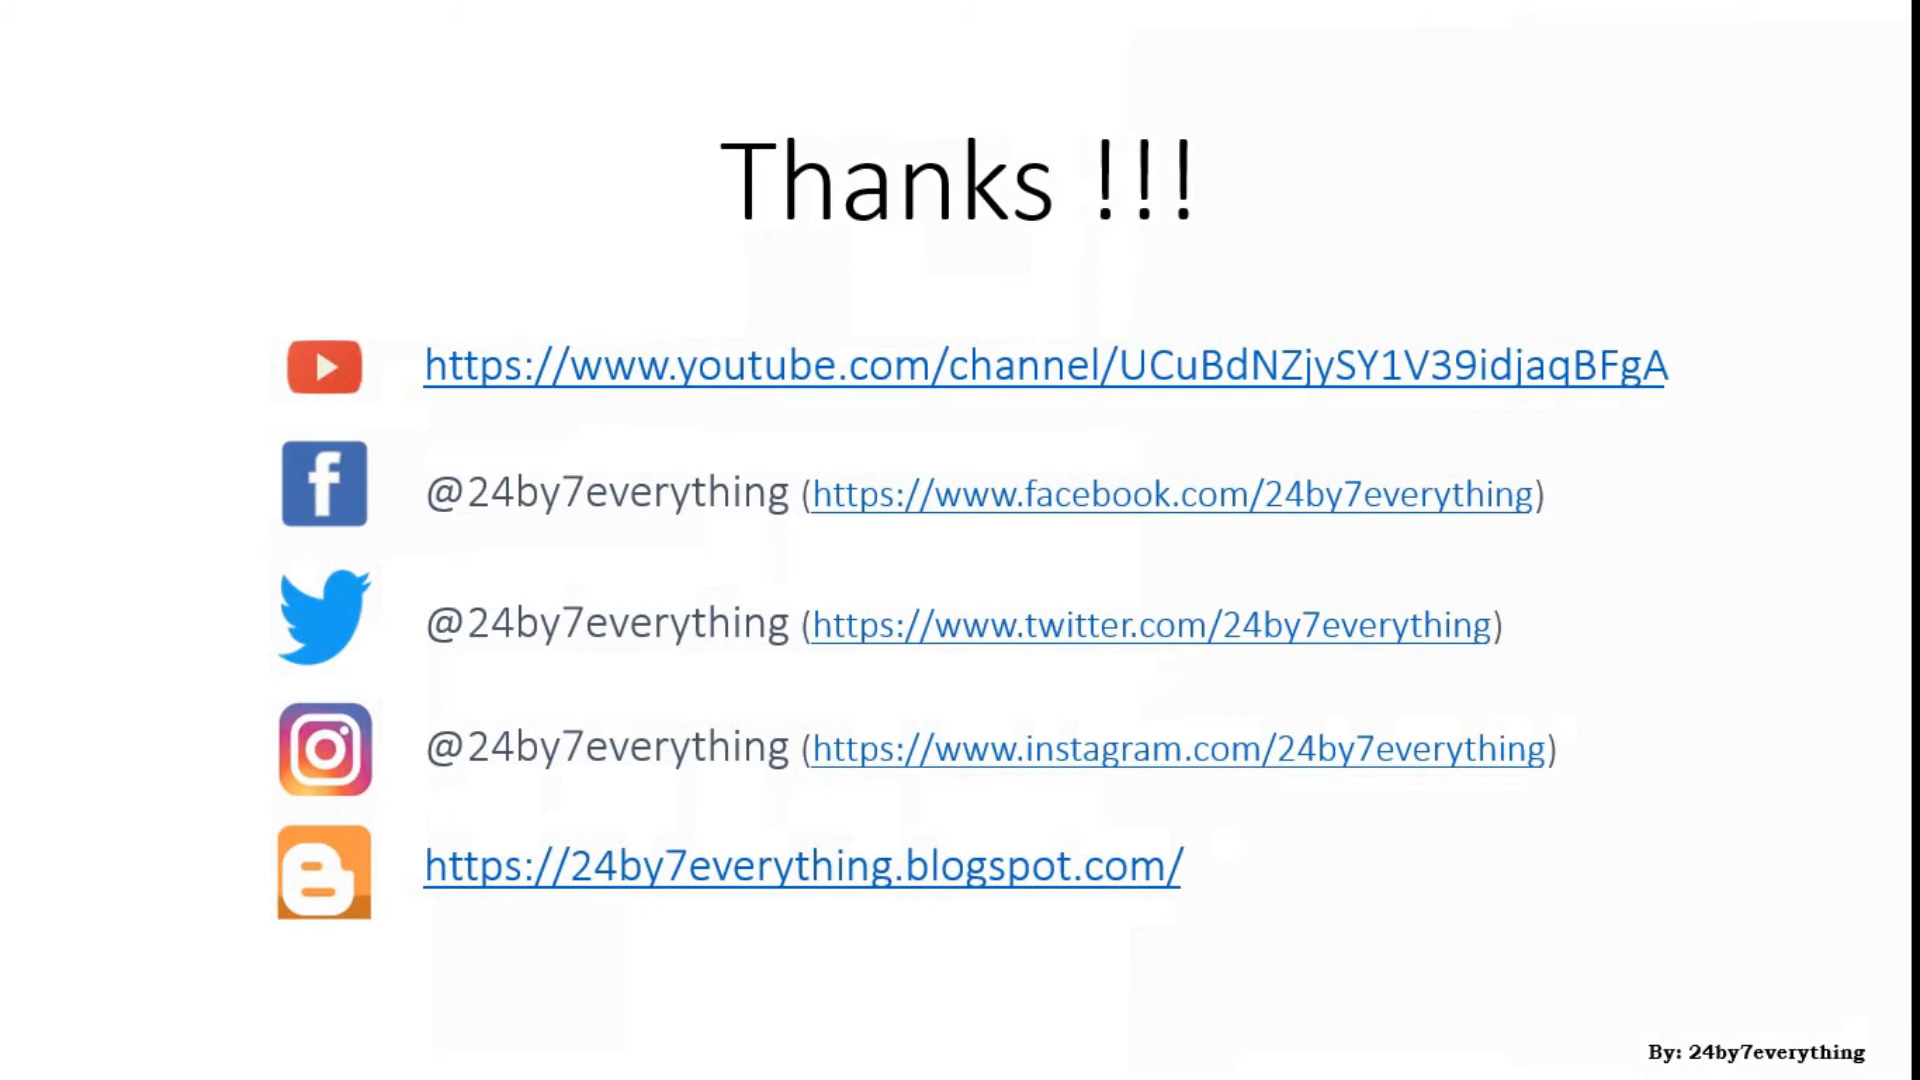 Thanks !!!
https://www.youtube.com/channel/UCuBdNZjySY1V39idjaqBFgA
@24by7everything (https://www.facebook.com/24by7everything)
@24by7everything (https://www.twitter.com/24by7everything)
@24by7everything (https://www.instagram.com/24by7everything)
https://24by7everything.blogspot.com/
By: 24by7everything